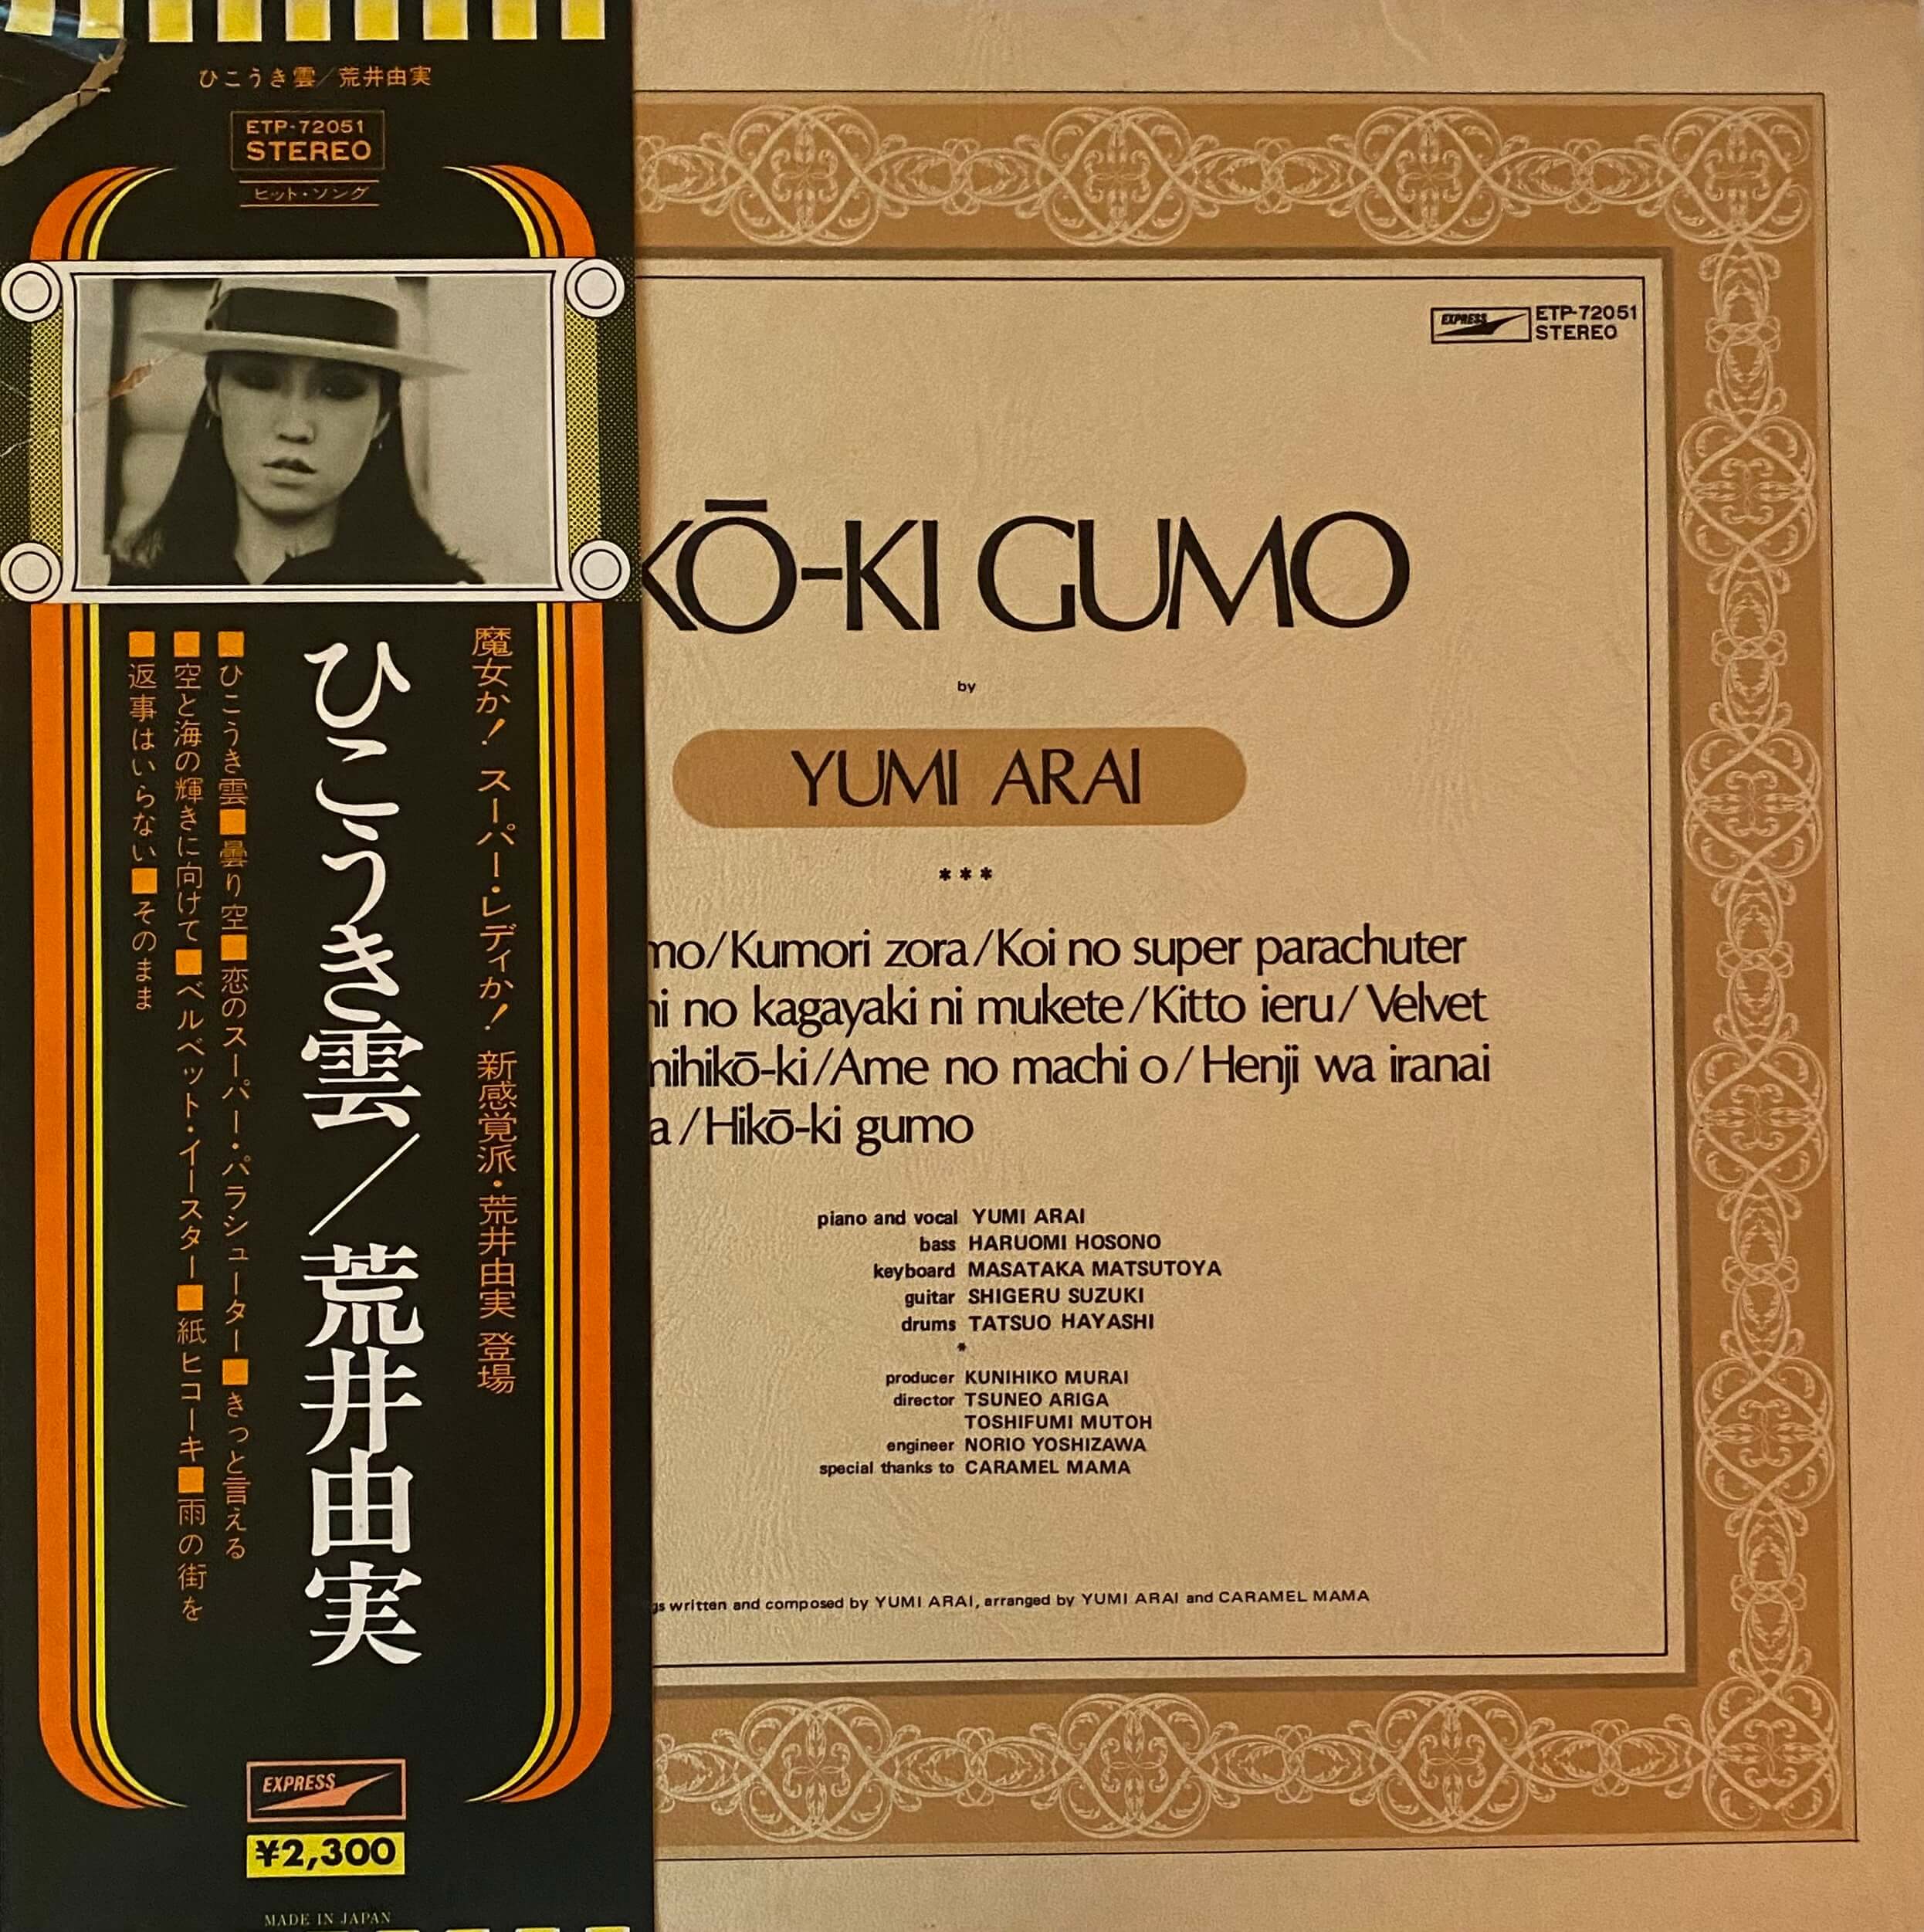 ひこうき雲／荒井由実
ETP-72051
STEREO
ヒット・ソング
魔女か！スーパー・レディか！新感覚派・荒井由実 登場
ひこうき雲／荒井由実
■ひこうき雲■曇り空■恋のスーパー・パラシューター■きっと言える
■空と海の輝きに向けて■ベルベット・イースター■紙ヒコーキ■雨の街を
■返事はいらない■そのまま
EXPRESS
¥2,300
MADE IN JAPAN
EXPRESS
ETP-72051
STEREO
KŌ-KI GUMO
by
YUMI ARAI
***
mo/Kumori zora/Koi no super parachuter
ni no kagayaki ni mukete/Kitto ieru/Velvet
mihikō-ki/Ame no machi o/Henji wa iranai
a/Hikō-ki gumo
piano and vocal YUMI ARAI
bass HARUOMI HOSONO
keyboard MASATAKA MATSUTOYA
guitar SHIGERU SUZUKI
drums TATSUO HAYASHI
*
producer KUNIHIKO MURAI
director TSUNEO ARIGA
TOSHIFUMI MUTOH
engineer NORIO YOSHIZAWA
special thanks to CARAMEL MAMA
gs written and composed by YUMI ARAI, arranged by YUMI ARAI and CARAMEL MAMA